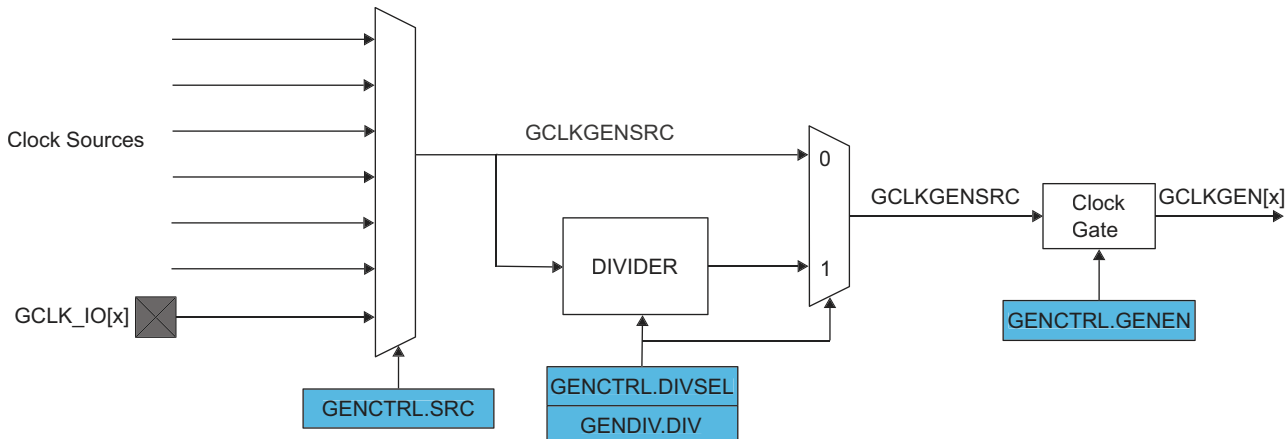 GCLKGENSRC
0
Clock Sources
GCLKGENSRC
Clock
Gate
GCLKGEN[x]
DIVIDER
1
GCLK_IO[x]
GENCTRL.GENEN
GENCTRL.DIVSEL
GENCTRL.SRC
GENDIV.DIV